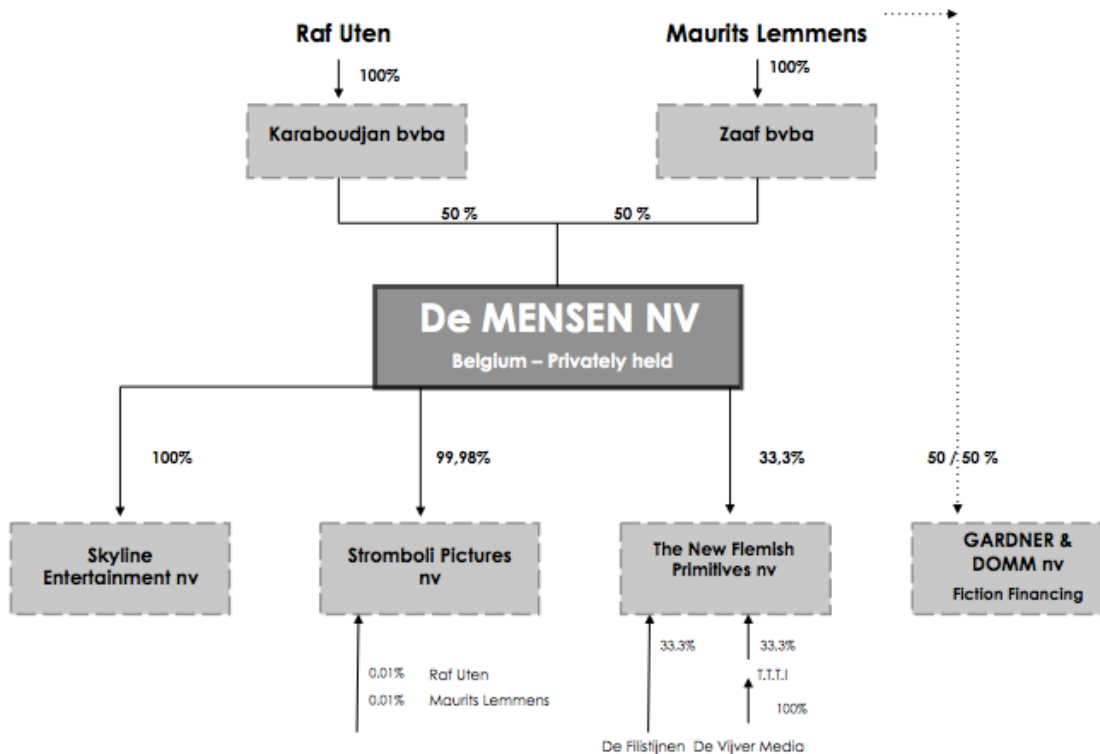 Raf Uten
Maurits Lemmens
100%
100%
Karaboudjan bvba
Zaaf bvba
50 %
50 %
De MENSEN NV
Belgium – Privately held
100%
99,98%
33,3%
50 / 50 %
Skyline
Entertainment nv
Stromboli Pictures
nv
The New Flemish
Primitives nv
GARDNER &
DOMM nv
Fiction Financing
33,3%
33,3%
0,01% Raf Uten
T.T.T.I
0,01% Maurits Lemmens
100%
De Filistijnen De Vijver Media